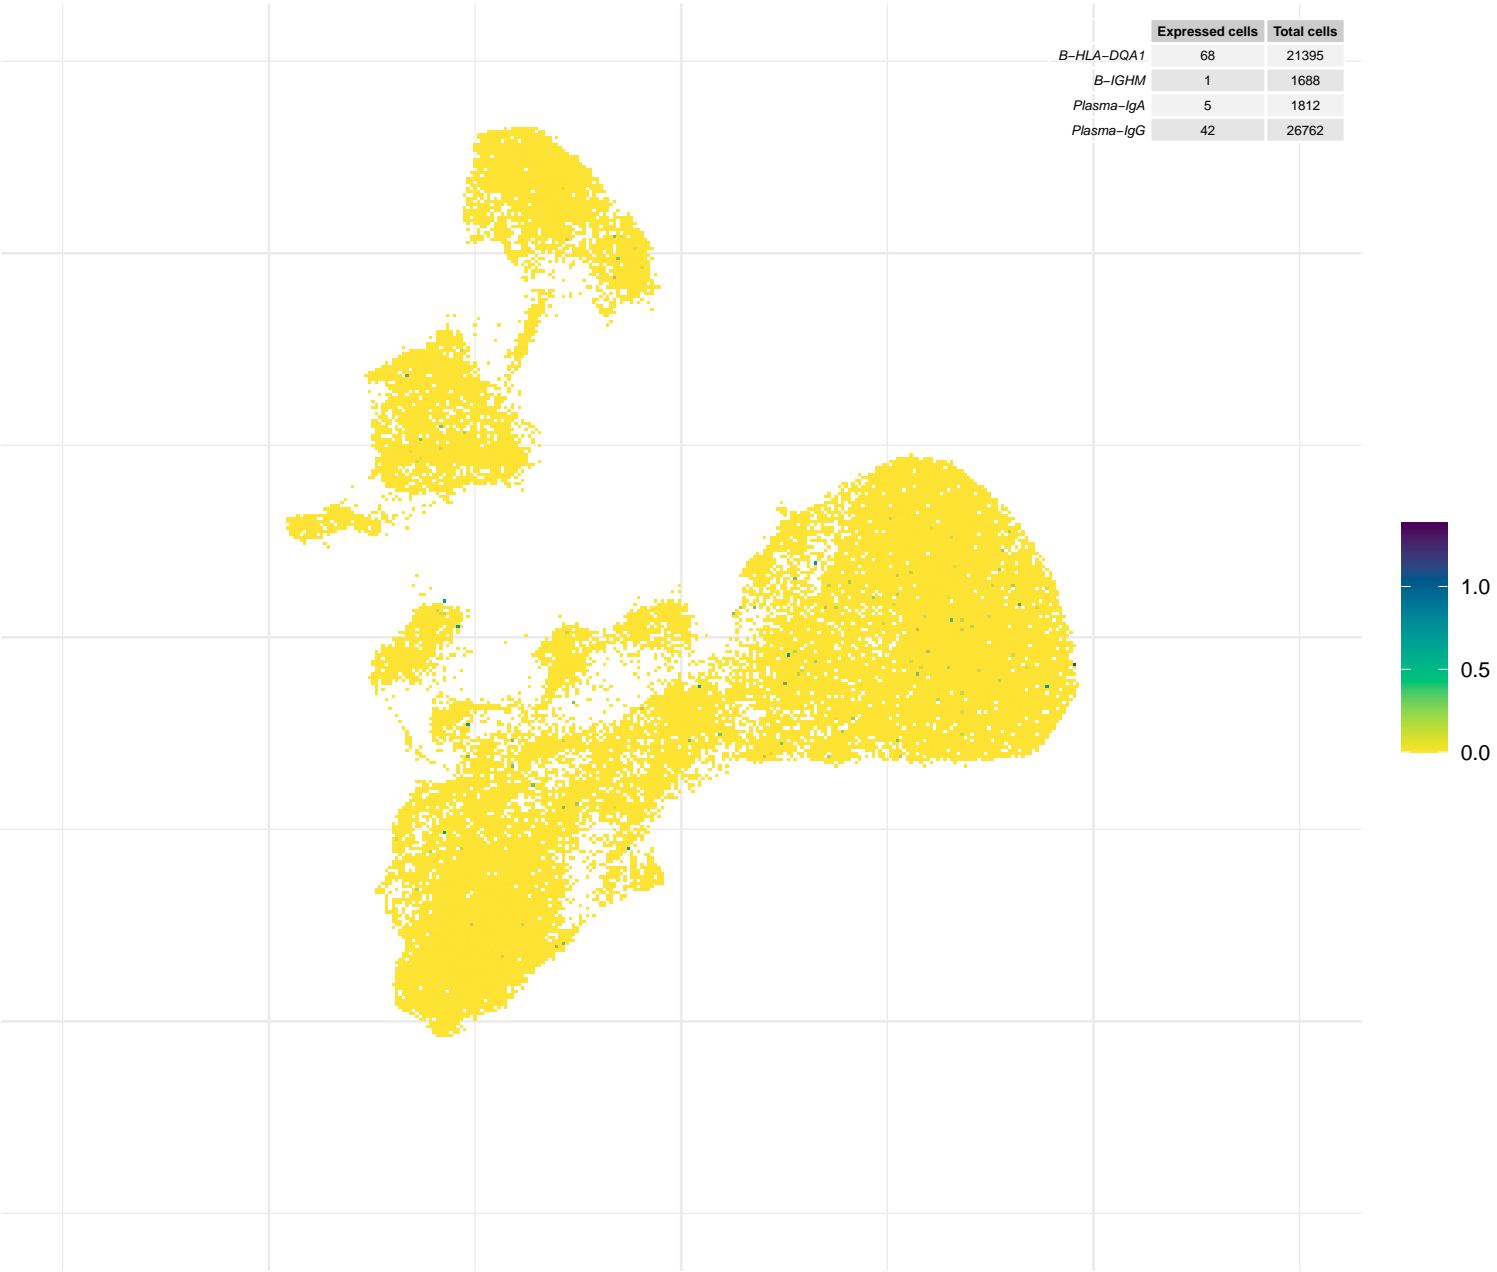 Expressed cells Total cells
B−HLA−DQA1 68 21395
B−IGHM 1 1688
Plasma−IgA 5 1812
Plasma−IgG 42 26762
1.0
0.5
0.0